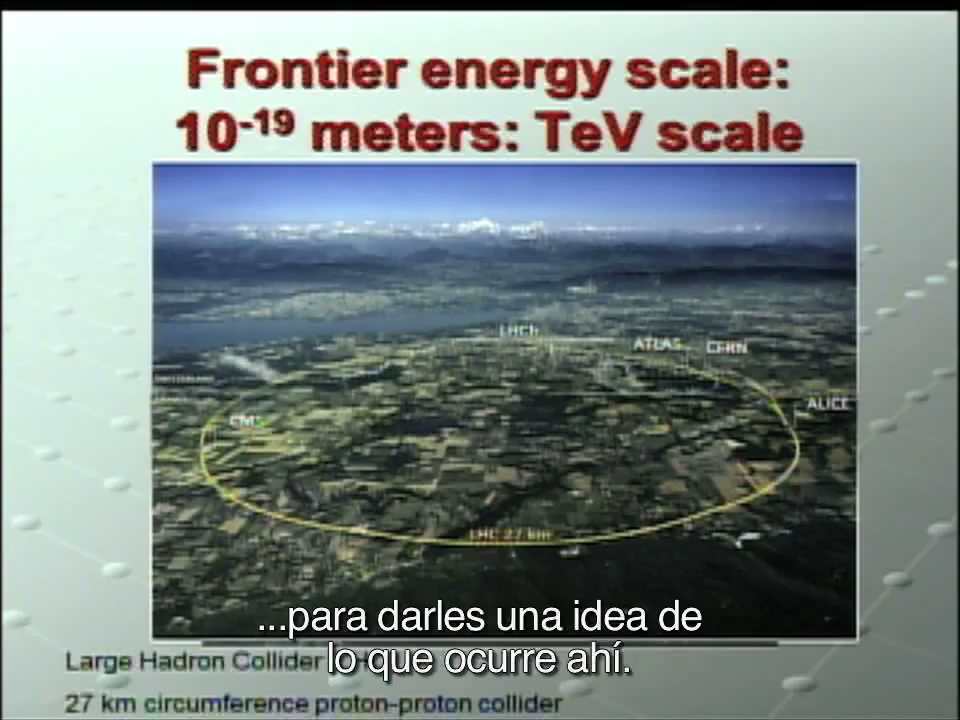 Frontier energy scale:
10⁻¹⁹ meters: TeV scale
LHCb
ATLAS
CERN
ALICE
CMS
LHC 27 km
...para darles una idea de
lo que ocurre ahí.
Large Hadron Collider
27 km circumference proton-proton collider